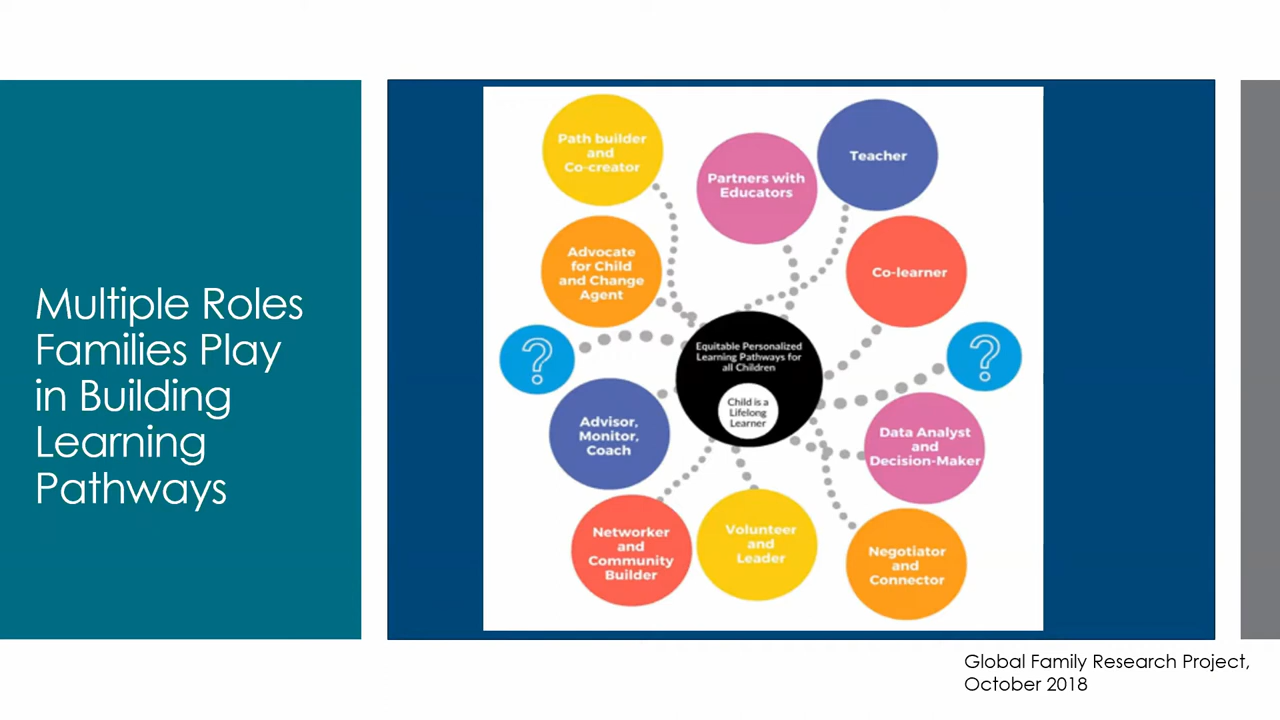 Multiple Roles
Families Play
in Building
Learning
Pathways
Path builder
and
Co-creator
Partners with
Educators
Teacher
Advocate
for Child
and Change
Agent
Co-learner
?
Equitable Personalized
Learning Pathways for
all Children
Child is a
Lifelong
Learner
?
Advisor,
Monitor,
Coach
Data Analyst
and
Decision-Maker
Networker
and
Community
Builder
Volunteer
and
Leader
Negotiator
and
Connector
Global Family Research Project,
October 2018